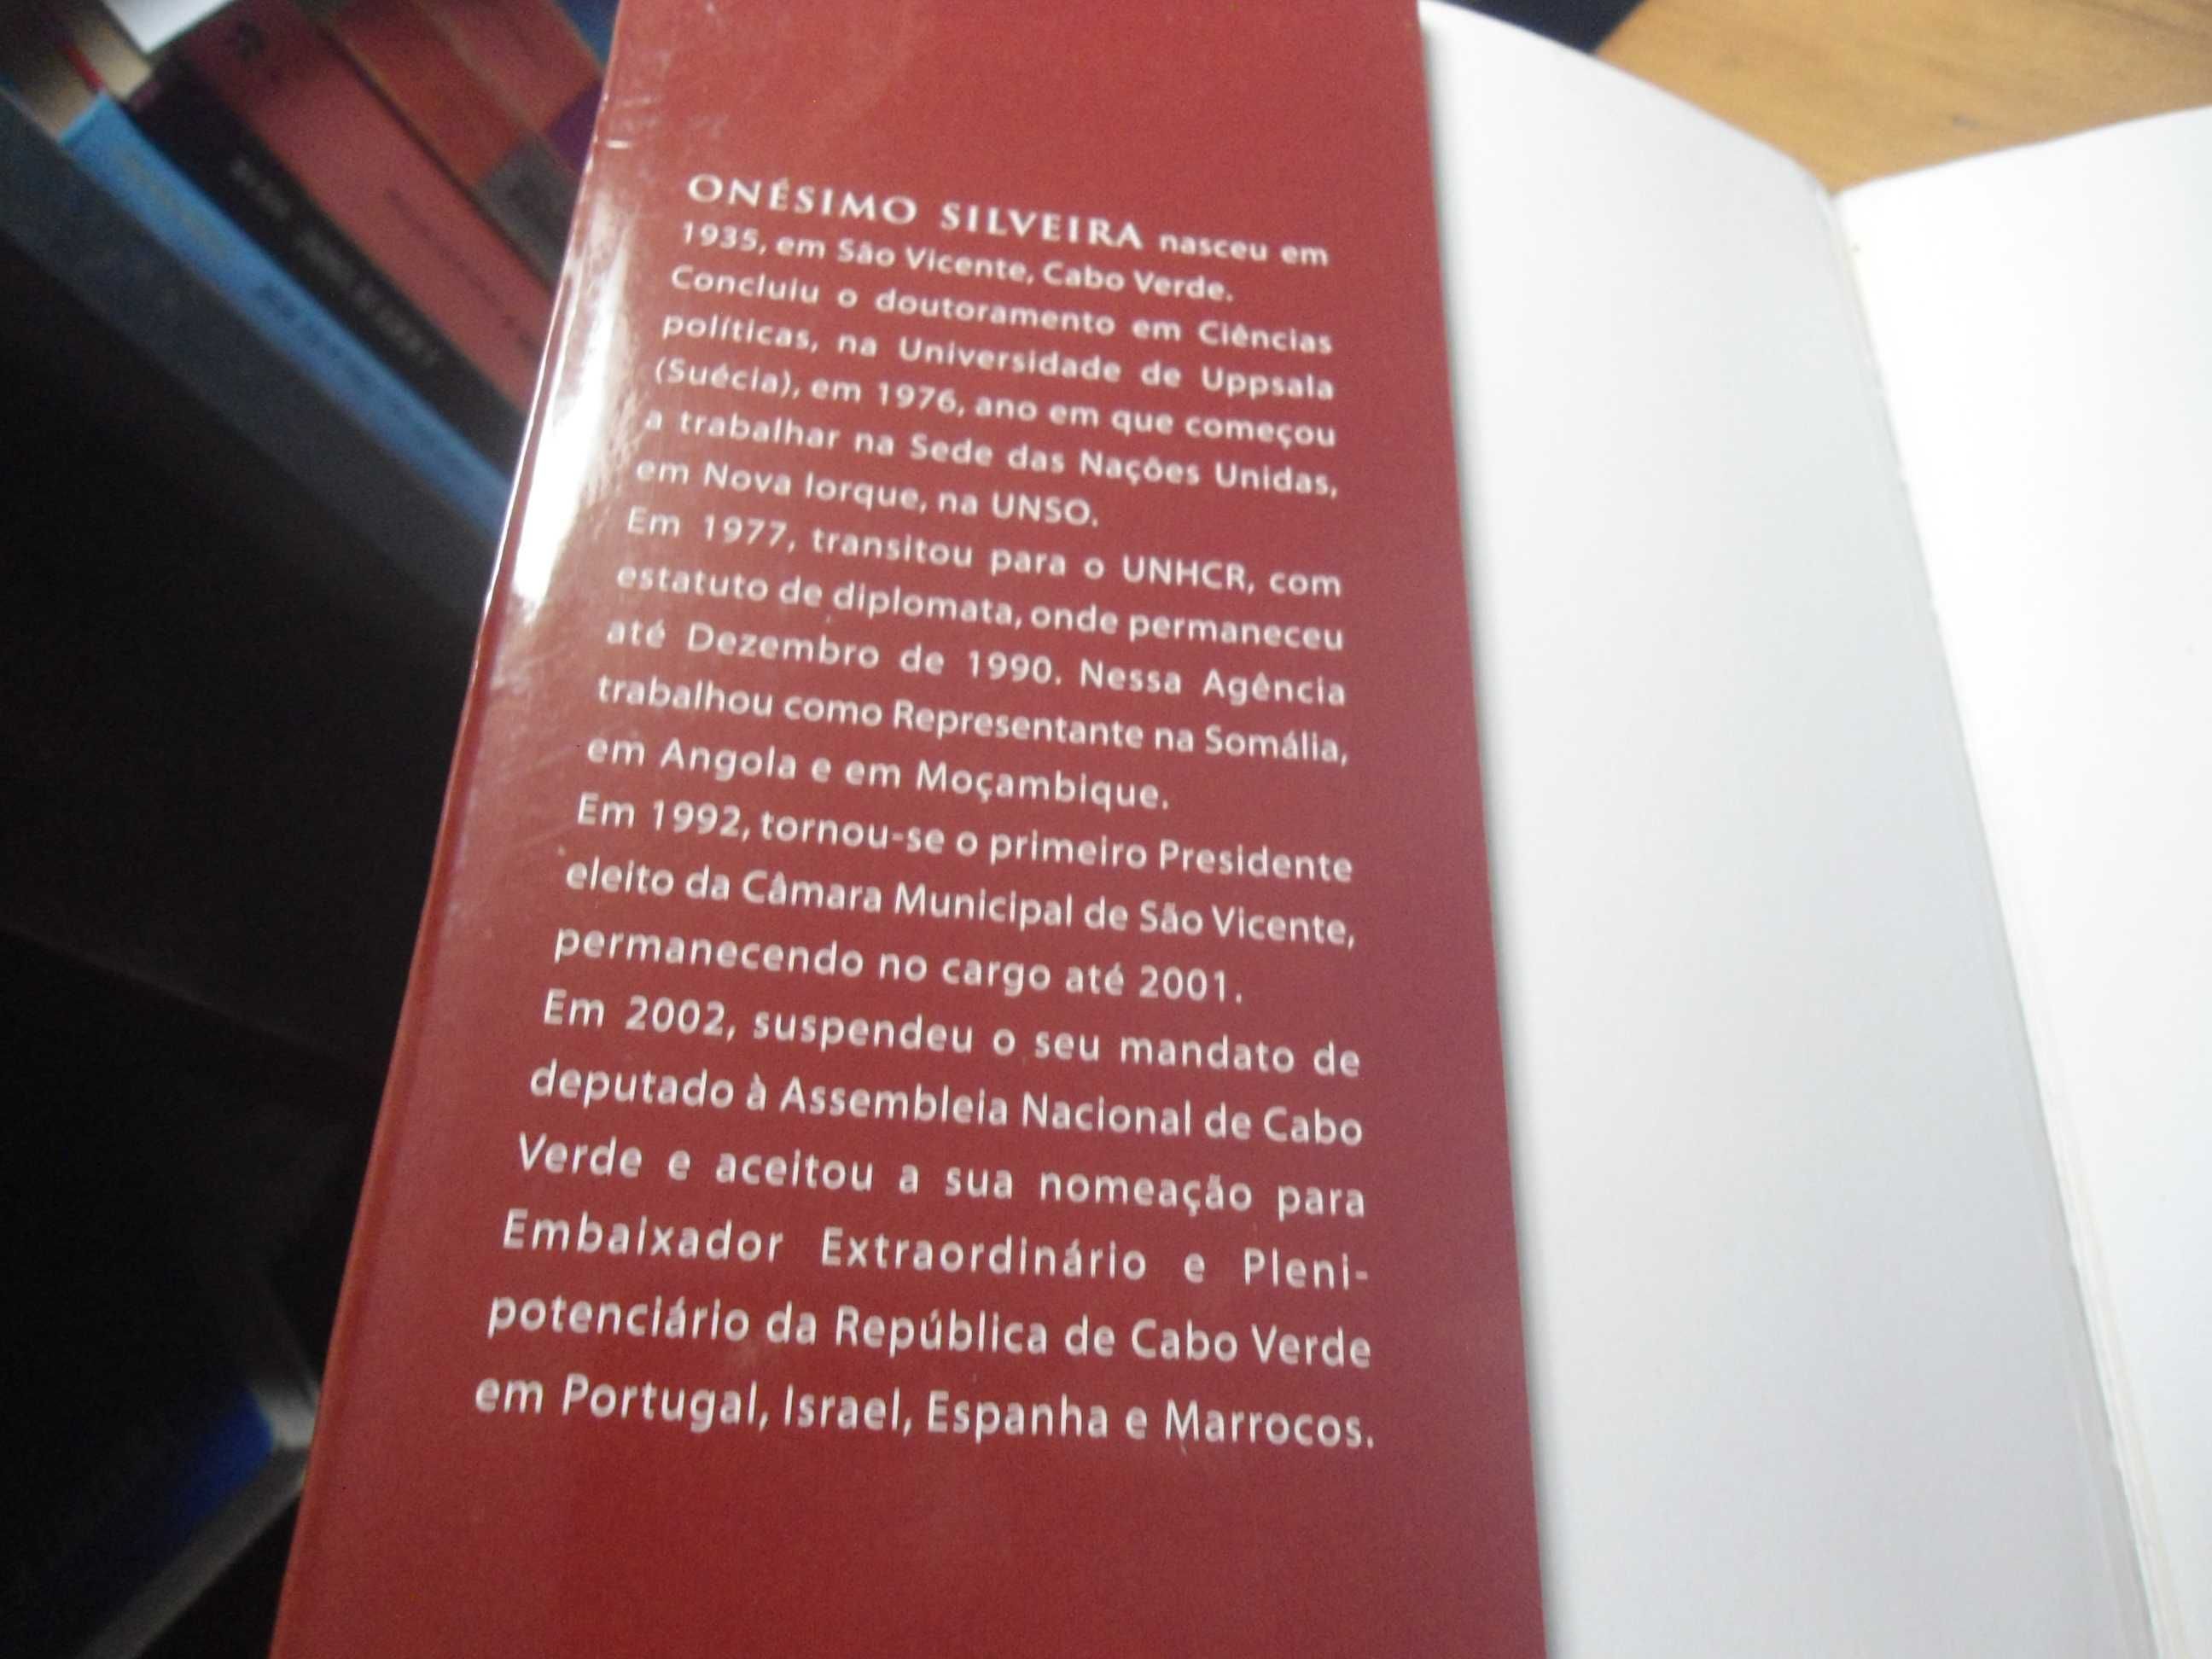 ONÉSIMO SILVEIRA nasceu em
1935, em São Vicente, Cabo Verde.
Concluiu o doutoramento em Ciências
políticas, na Universidade de Uppsala
(Suécia), em 1976, ano em que começou
a trabalhar na Sede das Nações Unidas,
em Nova Iorque, na UNSO.
Em 1977, transitou para o UNHCR, com
estatuto de diplomata, onde permaneceu
até Dezembro de 1990. Nessa Agência
trabalhou como Representante na Somália,
em Angola e em Moçambique.
Em 1992, tornou-se o primeiro Presidente
eleito da Câmara Municipal de São Vicente,
permanecendo no cargo até 2001.
Em 2002, suspendeu o seu mandato de
deputado à Assembleia Nacional de Cabo
Verde e aceitou a sua nomeação para
Embaixador Extraordinário e Pleni-
potenciário da República de Cabo Verde
em Portugal, Israel, Espanha e Marrocos.